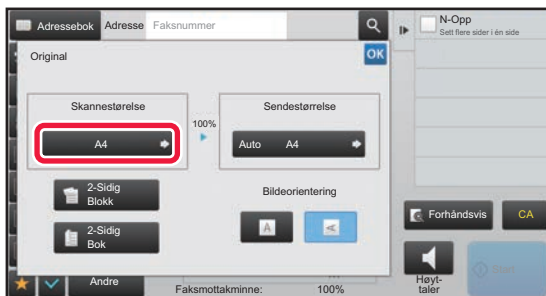 Adressebok
Adresse
Faksnummer
N-Opp
Sett flere sider i én side
Original
OK
Skannestørelse
A4
100%
Sendestørrelse
Auto A4
2-Sidig
Blokk
2-Sidig
Bok
Bildeorientering
A
A
Forhåndsvis
CA
Høyt-
taler
Start
Andre
Faksmottakminne: 100%